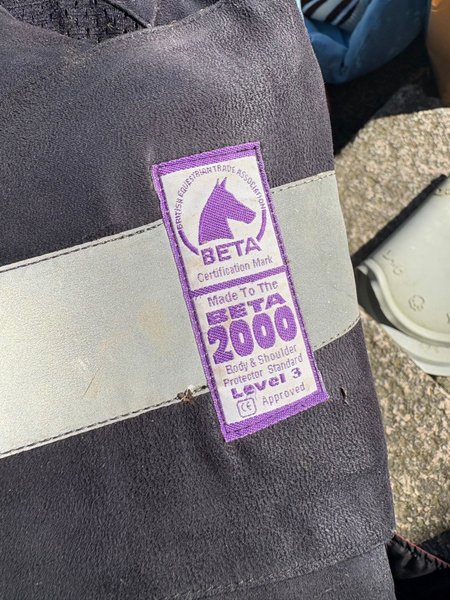 BRITISH EQUESTRIAN TRADE ASSOCIATION
BETA
Certification Mark
Made To The
BETA
2000
Body & Shoulder
Protector Standard
Level 3
CE Approved